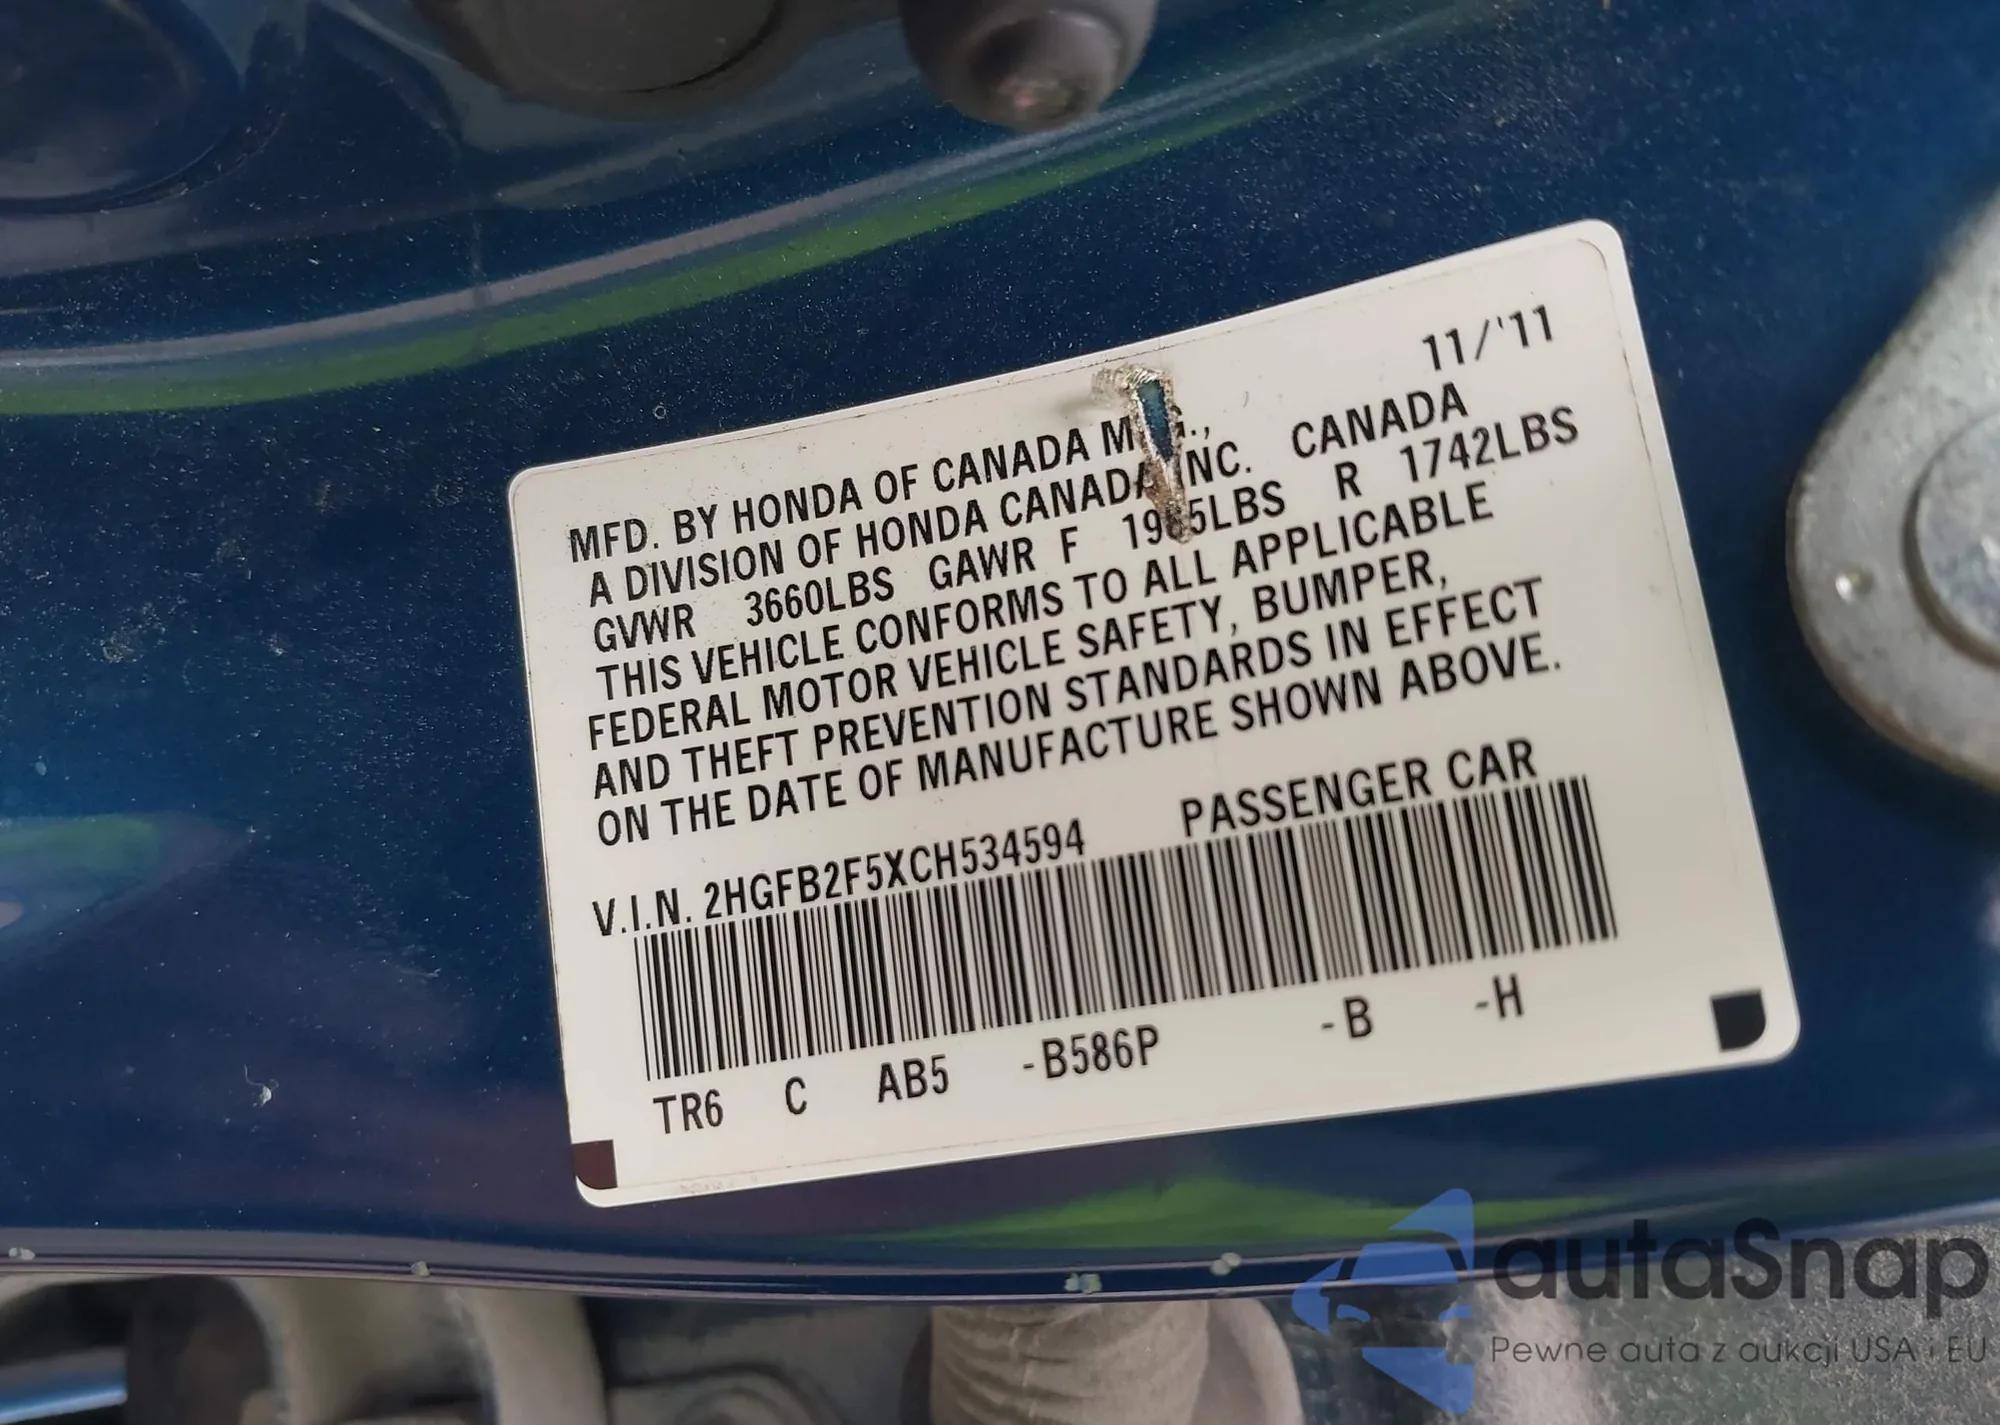 11/'11
MFD. BY HONDA OF CANADA
A DIVISION OF HONDA CANADA INC. CANADA
GVWR 3660LBS GAWR F R 1742LBS
THIS VEHICLE CONFORMS TO ALL APPLICABLE
FEDERAL MOTOR VEHICLE SAFETY, BUMPER,
AND THEFT PREVENTION STANDARDS IN EFFECT
ON THE DATE OF MANUFACTURE SHOWN ABOVE.
V.I.N. 2HGFB2F5XCH534594 PASSENGER CAR
TR6 C AB5 -B586P -B -H
autaSnap
Pewne auta z aukcji USA i EU